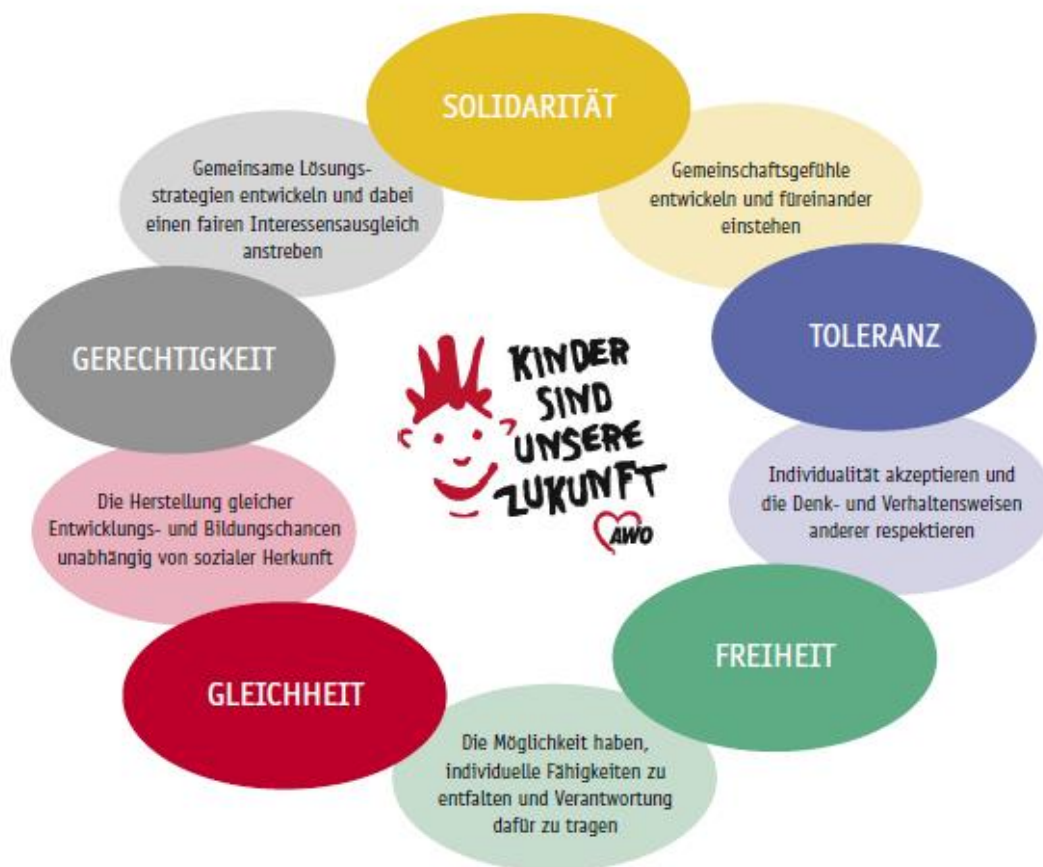 SOLIDARITÄT
Gemeinschaftsgefühle
entwickeln und füreinander
einstehen
TOLERANZ
Individualität akzeptieren und
die Denk- und Verhaltensweisen
anderer respektieren
FREIHEIT
Die Möglichkeit haben,
individuelle Fähigkeiten zu
entfalten und Verantwortung
dafür zu tragen
GLEICHHEIT
Die Herstellung gleicher
Entwicklungs- und Bildungschancen
unabhängig von sozialer Herkunft
GERECHTIGKEIT
Gemeinsame Lösungs-
strategien entwickeln und dabei
einen fairen Interessensausgleich
anstreben
KINDER
SIND
UNSERE
ZUKUNFT
AWO